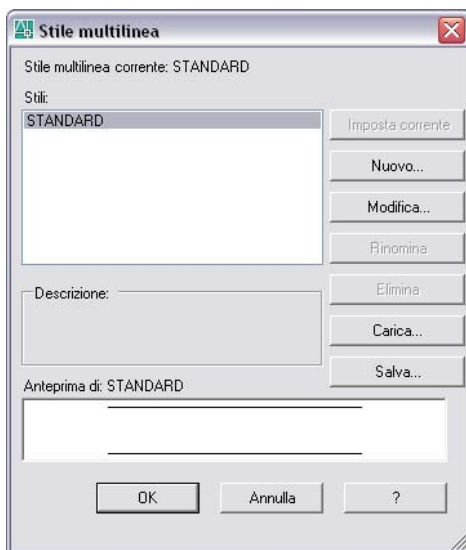 Stile multilinea
Stile multilinea corrente: STANDARD
Stili:
STANDARD
Imposta corrente
Nuovo...
Modifica...
Rinomina
Elimina
Carica...
Salva...
Descrizione:
Anteprima di: STANDARD
OK
Annulla
?